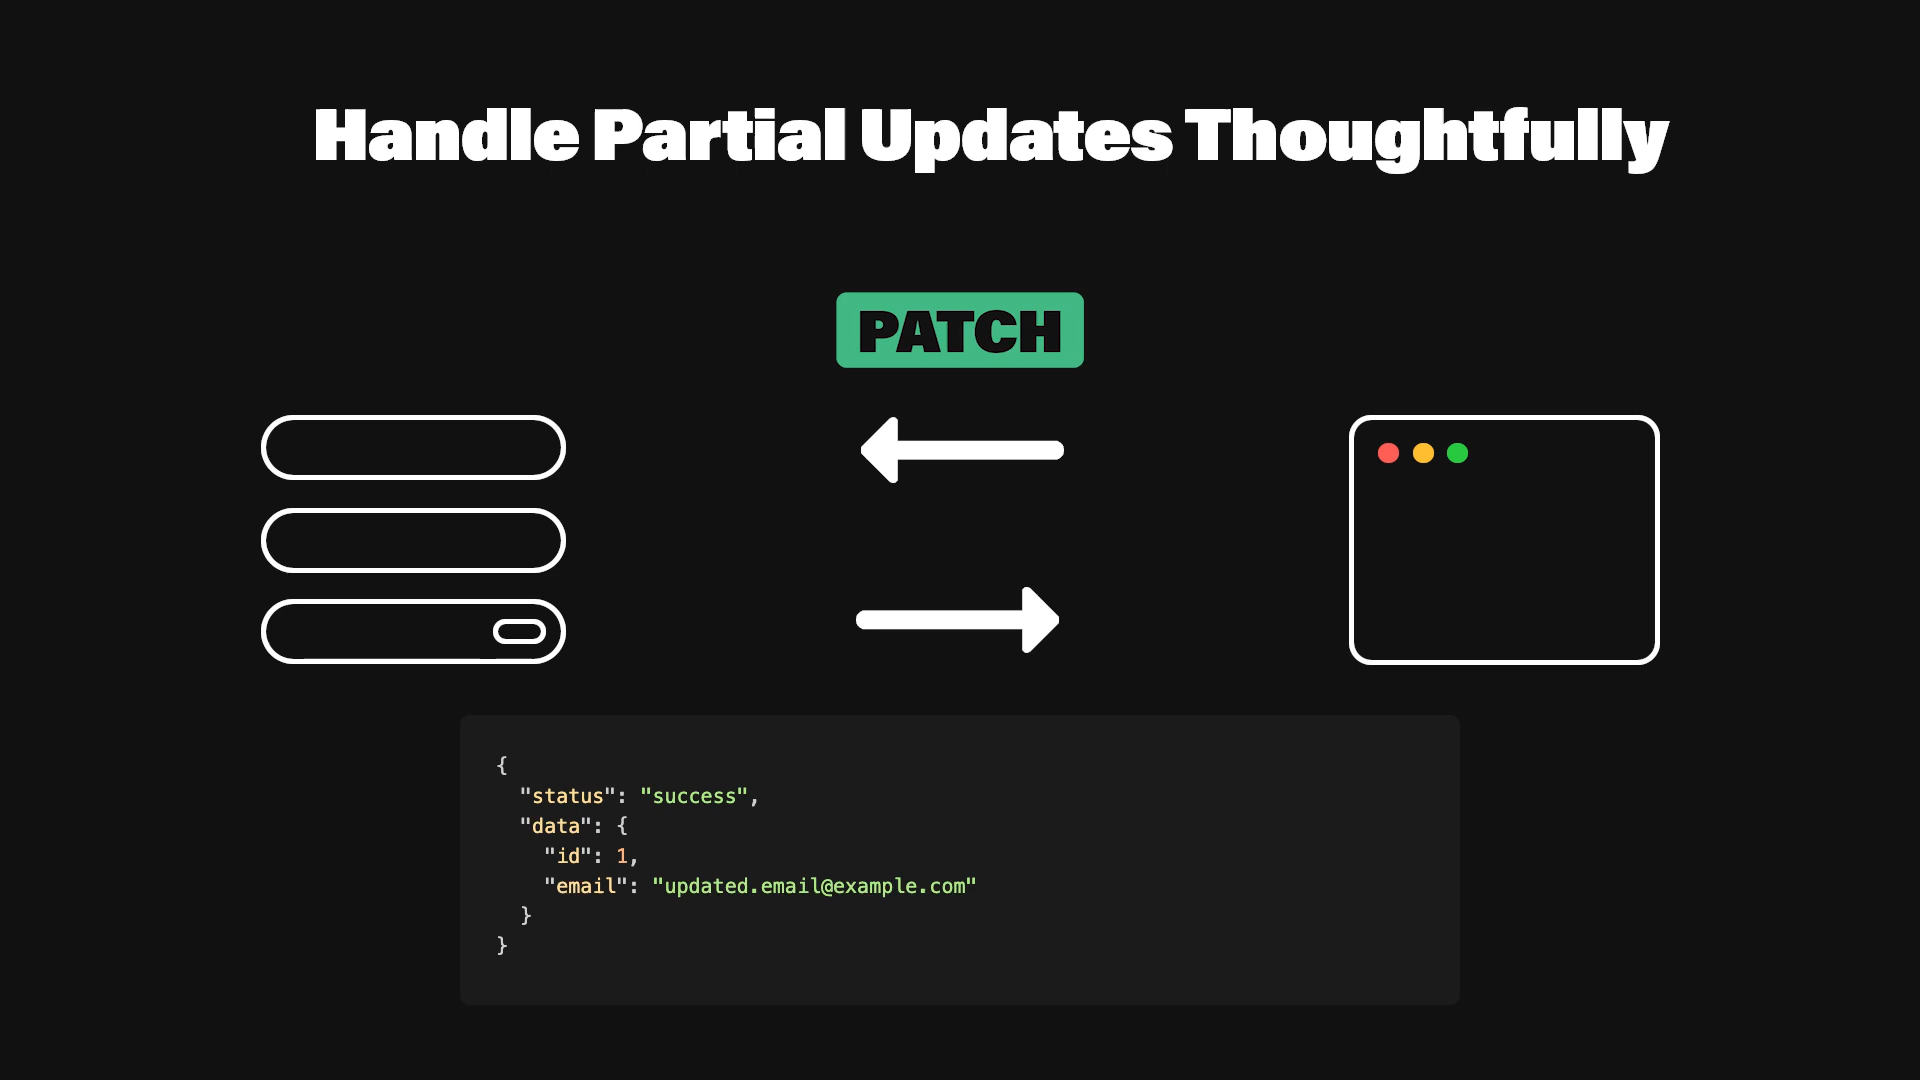 Handle Partial Updates Thoughtfully
PATCH
{
  "status": "success",
  "data": {
    "id": 1,
    "email": "updated.email@example.com"
  }
}